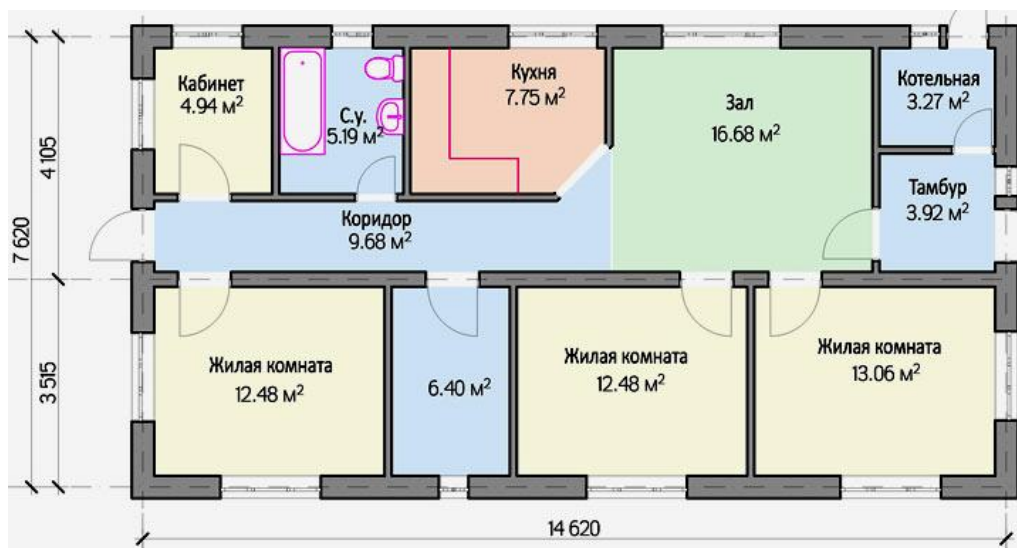 Кабинет
4.94 м²
С.у.
5.19 м²
Кухня
7.75 м²
Зал
16.68 м²
Котельная
3.27 м²
Тамбур
3.92 м²
Коридор
9.68 м²
Жилая комната
12.48 м²
6.40 м²
Жилая комната
12.48 м²
Жилая комната
13.06 м²
4105
7 620
3 515
14 620